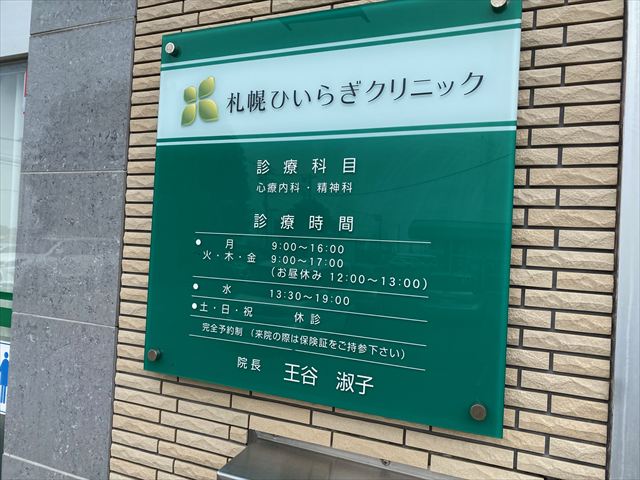 札幌ひいらぎクリニック
診療科目
心療内科・精神科
診療時間
● 月 9:00～16:00
火・木・金 9:00～17:00
(お昼休み 12:00～13:00)
● 水 13:30～19:00
● 土・日・祝 休診
完全予約制 (来院の際は保険証をご持参下さい)
院長 王谷 淑子